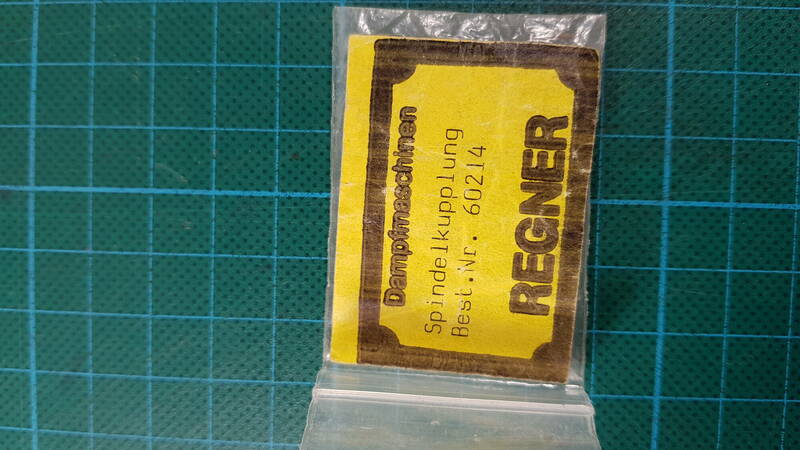 Dampfmaschinen
Spindelkupplung
Best.Nr. 60214
REGNER